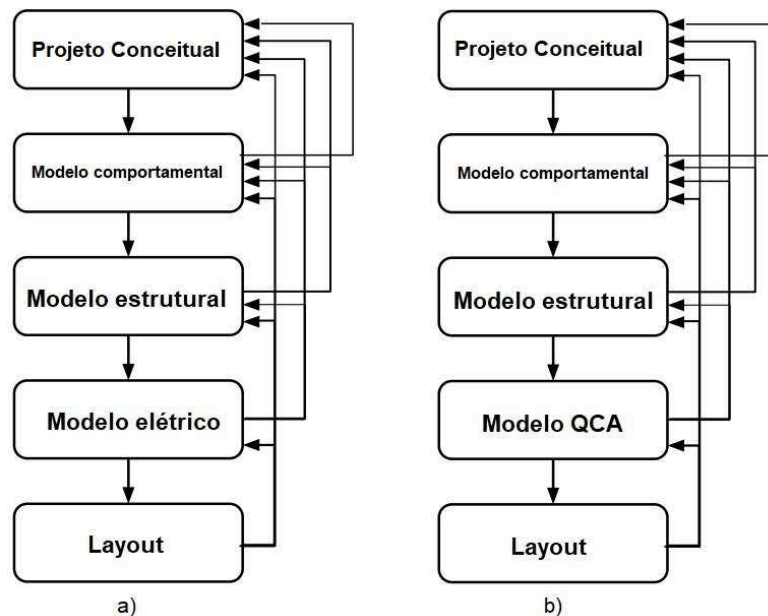 Projeto Conceitual
Modelo comportamental
Modelo estrutural
Modelo elétrico
Layout
a)
Projeto Conceitual
Modelo comportamental
Modelo estrutural
Modelo QCA
Layout
b)